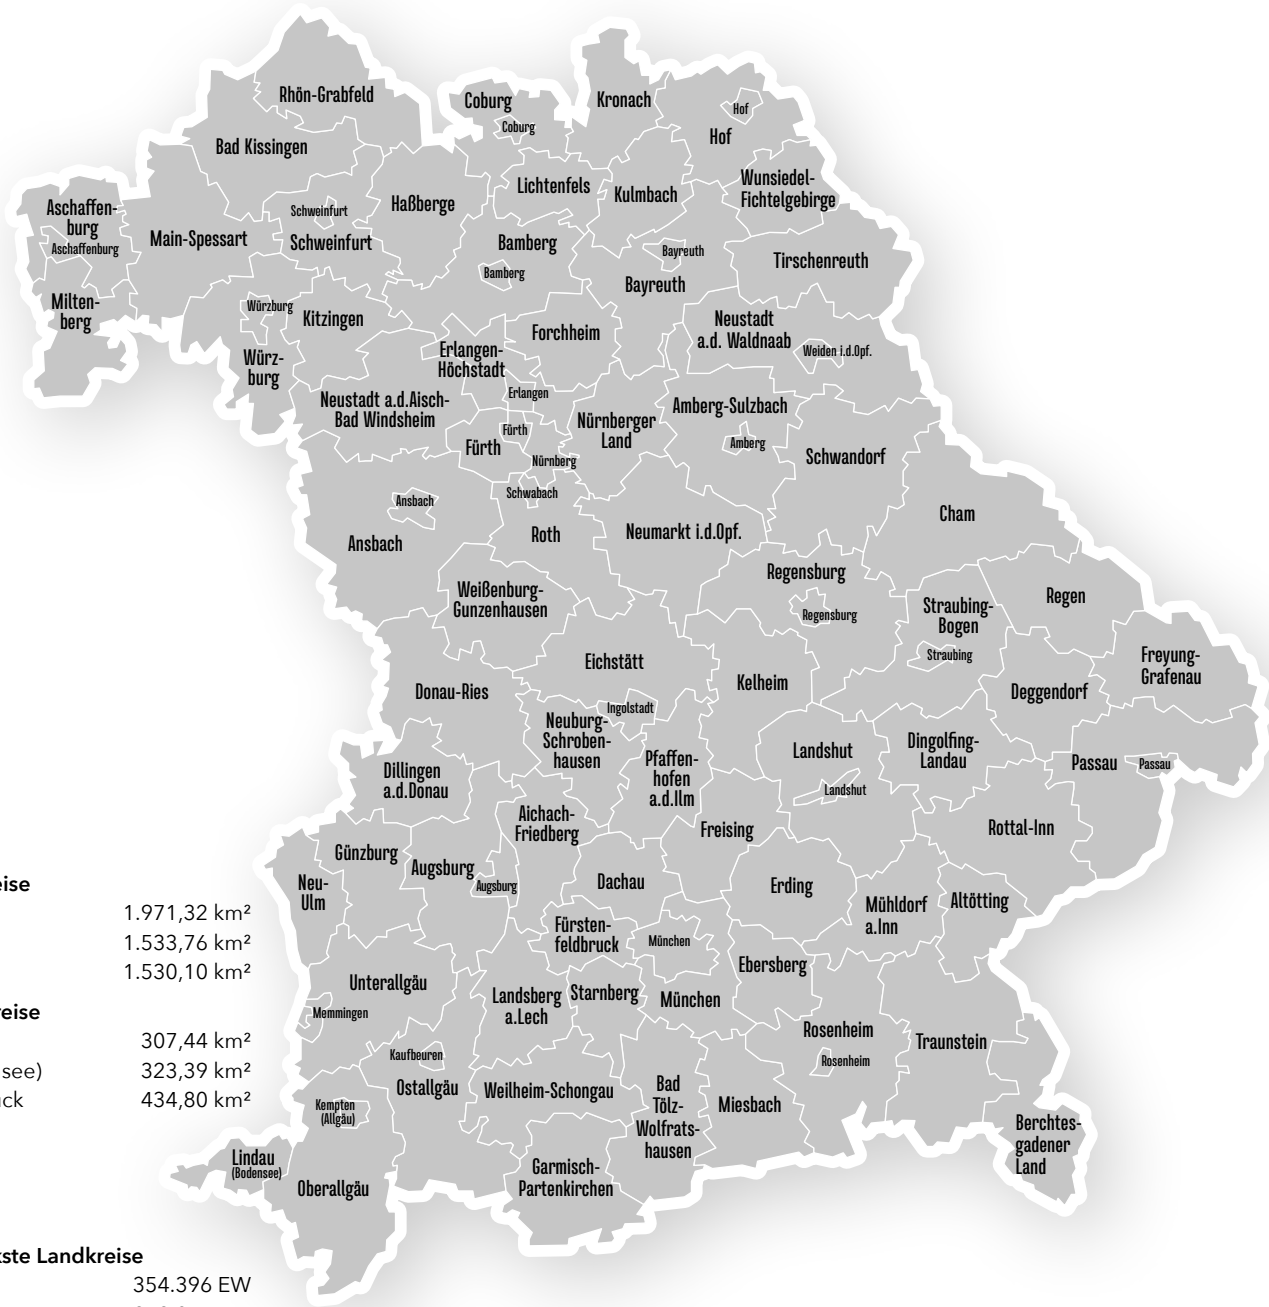 Rhön-Grabfeld
Coburg
Coburg
Kronach
Hof
Hof
Bad Kissingen
Lichtenfels
Kulmbach
Wunsiedel-
Fichtelgebirge
Aschaffen-
burg
Aschaffenburg
Main-Spessart
Schweinfurt
Schweinfurt
Haßberge
Bamberg
Bamberg
Bayreuth
Bayreuth
Tirschenreuth
Milten-
berg
Würzburg
Kitzingen
Würz-
burg
Forchheim
Erlangen-
Höchstadt
Erlangen
Neustadt
a.d. Waldnaab
Weiden i.d.Opf.
Neustadt a.d.Aisch-
Bad Windsheim
Fürth
Fürth
Nürnberg
Nürnberger
Land
Amberg-Sulzbach
Amberg
Schwandorf
Ansbach
Ansbach
Schwabach
Roth
Neumarkt i.d.Opf.
Cham
Weißenburg-
Gunzenhausen
Regensburg
Regensburg
Straubing-
Bogen
Straubing
Regen
Freyung-
Grafenau
Donau-Ries
Eichstätt
Ingolstadt
Kelheim
Deggendorf
Neuburg-
Schroben-
hausen
Pfaffen-
hofen
a.d.Ilm
Landshut
Landshut
Dingolfing-
Landau
Passau
Passau
Dillingen
a.d.Donau
Aichach-
Friedberg
Freising
Rottal-Inn
Günzburg
Augsburg
Augsburg
Neu-
Ulm
Dachau
Erding
Mühldorf
a.Inn
Altötting
Fürsten-
feldbruck
München
München
Ebersberg
Unterallgäu
Memmingen
Landsberg
a.Lech
Starnberg
Rosenheim
Rosenheim
Traunstein
Kaufbeuren
Ostallgäu
Weilheim-Schongau
Bad
Tölz-
Wolfrats-
hausen
Miesbach
Kempten
(Allgäu)
Berchtes-
gadener
Land
Lindau
(Bodensee)
Oberallgäu
Garmisch-
Partenkirchen
eise
1.971,32 km²
1.533,76 km²
1.530,10 km²
reise
307,44 km²
see) 323,39 km²
ück 434,80 km²
kste Landkreise
354.396 EW